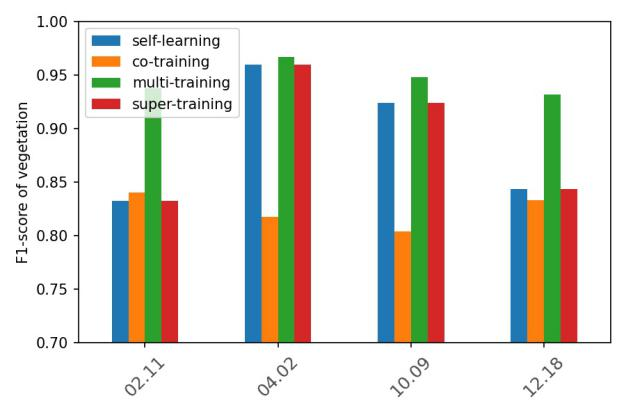 1.00
0.95
0.90
0.85
0.80
0.75
0.70
F1-score of vegetation
self-learning
co-training
multi-training
super-training
02.11
04.02
10.09
12.18